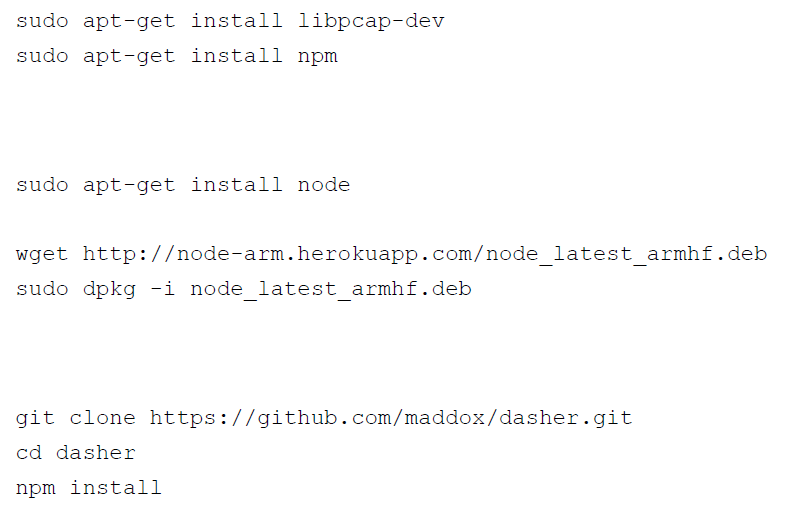 sudo apt-get install libpcap-dev
sudo apt-get install npm
sudo apt-get install node
wget http://node-arm.herokuapp.com/node_latest_armhf.deb
sudo dpkg -i node_latest_armhf.deb
git clone https://github.com/maddox/dasher.git
cd dasher
npm install